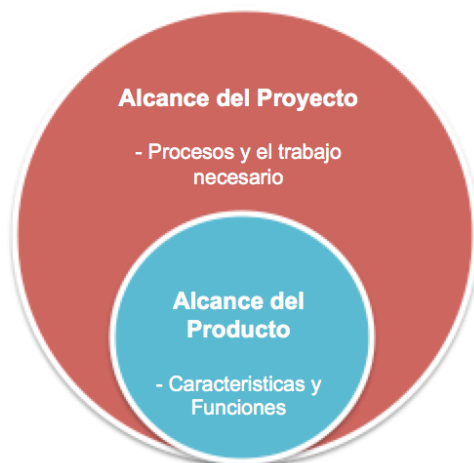 Alcance del Proyecto
- Procesos y el trabajo
necesario
Alcance del
Producto
- Caracteristicas y
Funciones